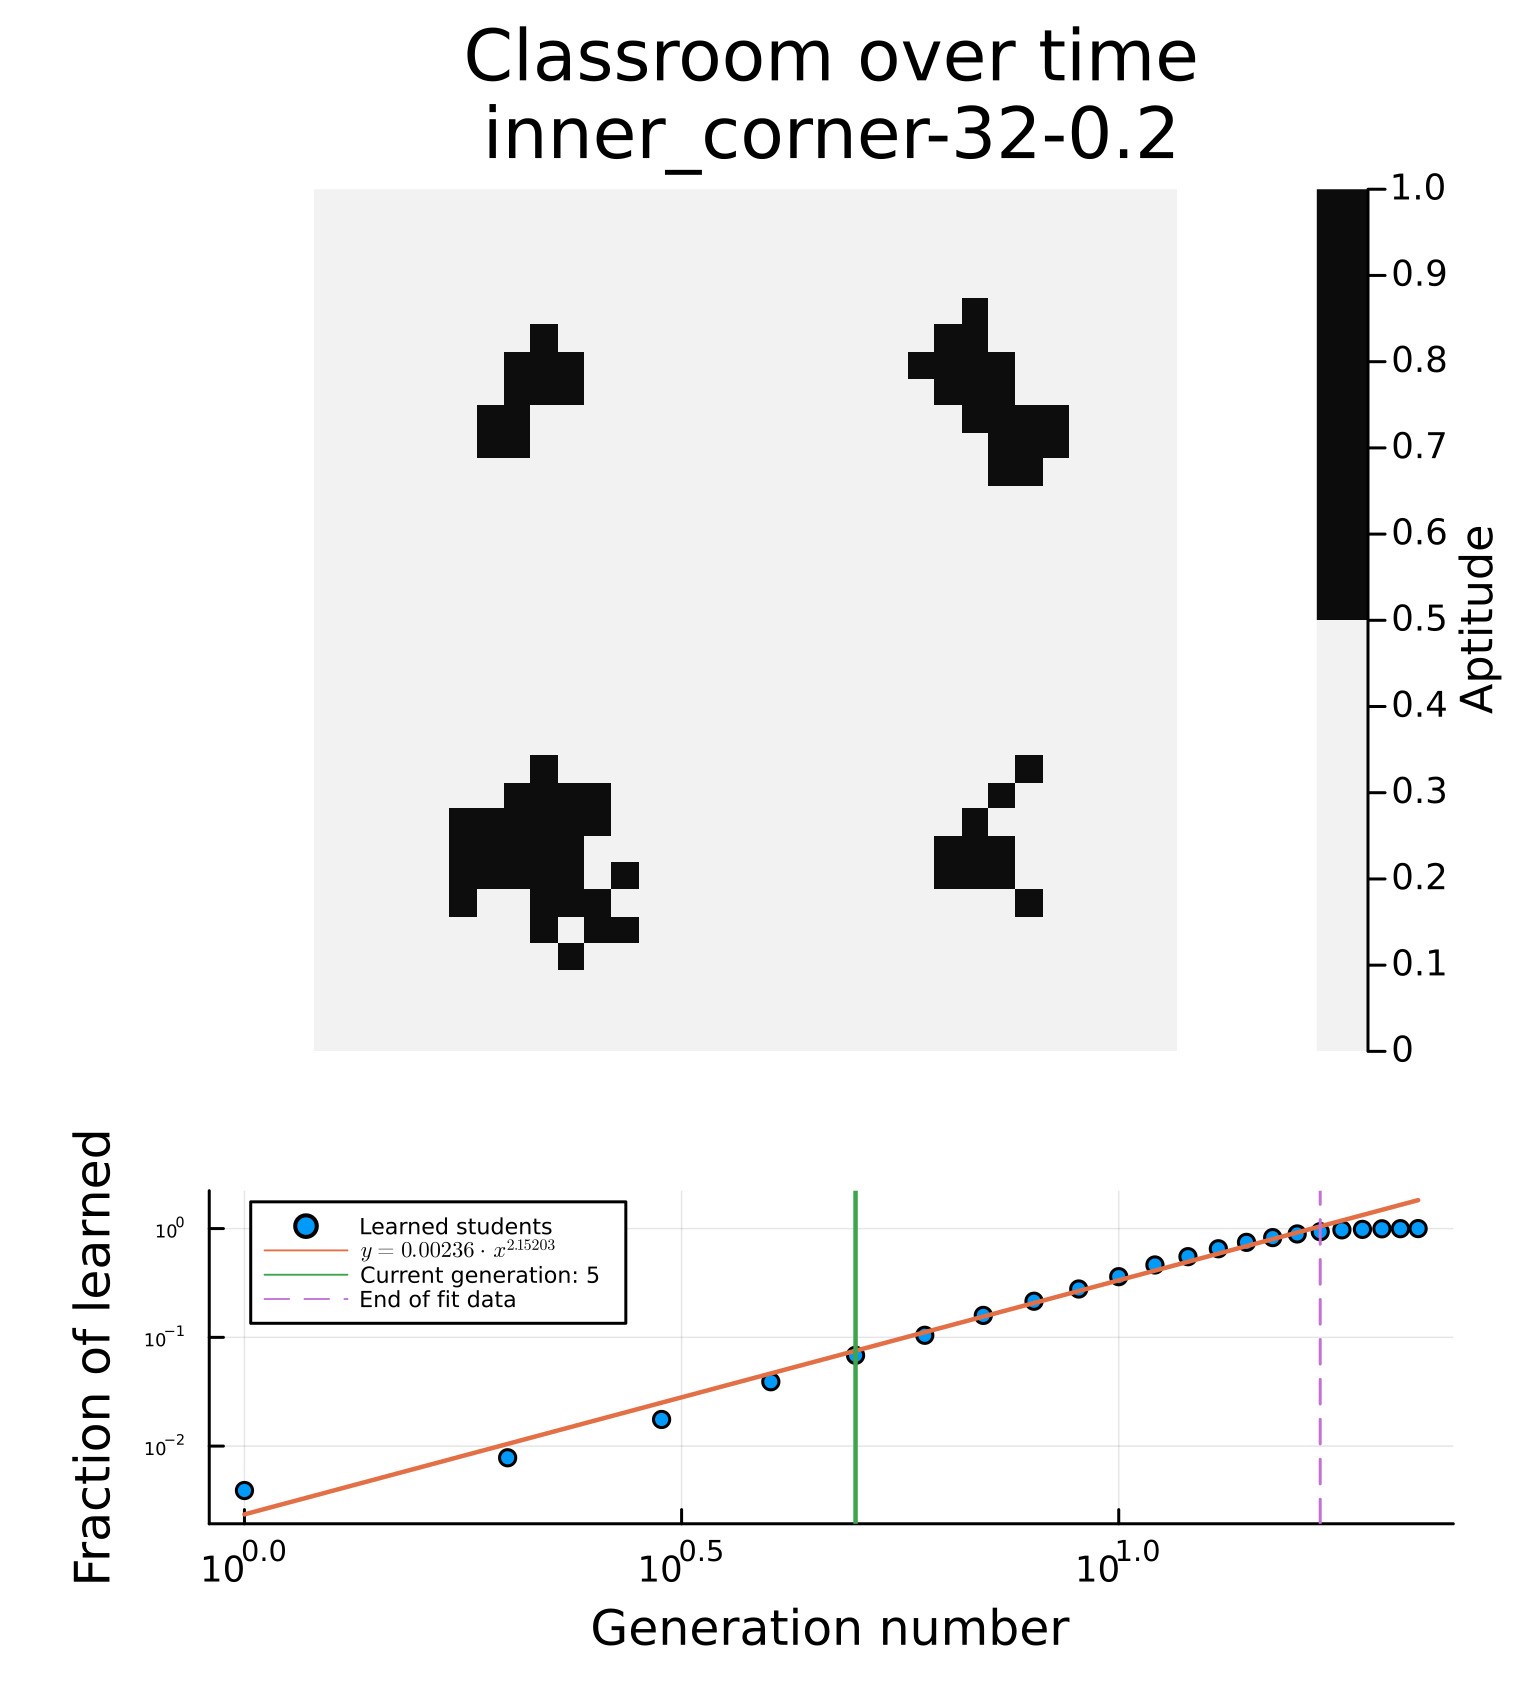 Classroom over time
inner_corner-32-0.2
1.0
0.9
0.8
0.7
0.6
0.5
0.4
0.3
0.2
0.1
0
Aptitude
Fraction of learned
10^0
10^-1
10^-2
Learned students
y = 0.00236 · x^2.15203
Current generation: 5
End of fit data
10^0.0
10^0.5
10^1.0
Generation number